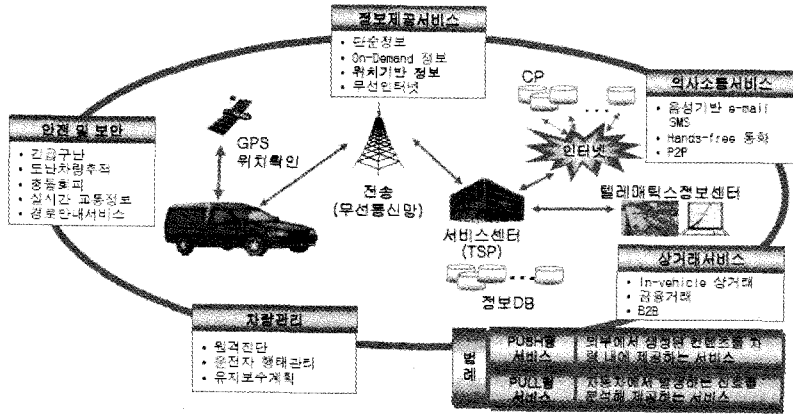 정보제공서비스
• 단순정보
• On-Demand 정보
• 위치기반 정보
• 무선인터넷
CP
의사소통서비스
• 음성기반 e-mail
SMS
• Hands-free 통화
• P2P
안전 및 보안
• 긴급구난
• 도난차량추적
• 충돌회피
• 실시간 교통정보
• 경로안내서비스
GPS
위치확인
전송
(무선통신망)
인터넷
서비스센터
(TSP)
텔레매틱스정보센터
정보DB
상거래서비스
• In-vehicle 상거래
• 금융거래
• B2B
차량관리
• 원격진단
• 운전자 행태관리
• 유지보수계획
범례
PUSH형 서비스
외부에서 생성된 컨텐츠를 차량 내에 제공하는 서비스
PULL형 서비스
자동차에서 발생하는 신호를 분석해 제공하는 서비스